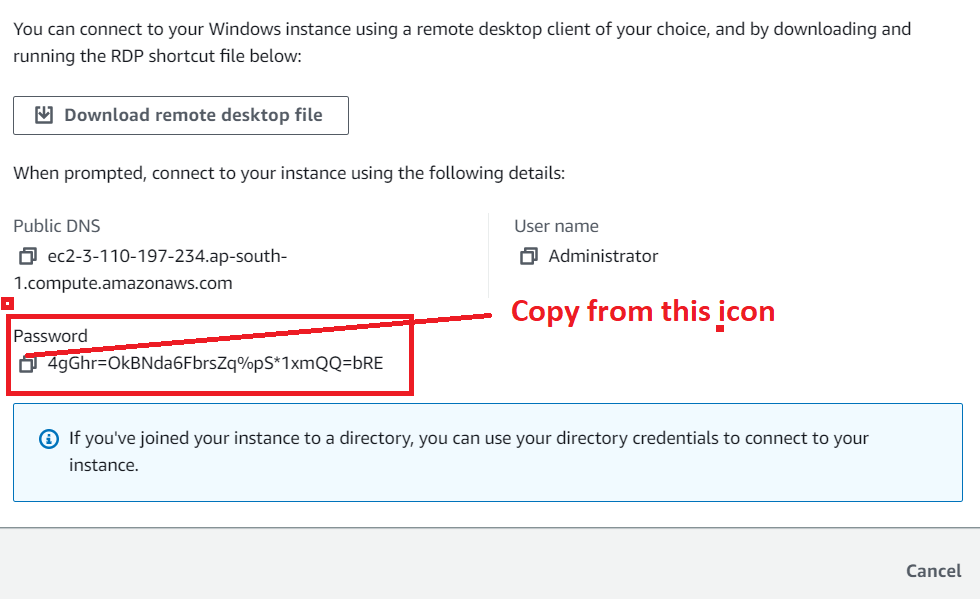 You can connect to your Windows instance using a remote desktop client of your choice, and by downloading and
running the RDP shortcut file below:
Download remote desktop file
When prompted, connect to your instance using the following details:
Public DNS
ec2-3-110-197-234.ap-south-
1.compute.amazonaws.com
User name
Administrator
Copy from this icon
Password
4gGhr=OkBNda6FbrsZq%pS*1xmQQ=bRE
If you've joined your instance to a directory, you can use your directory credentials to connect to your
instance.
Cancel